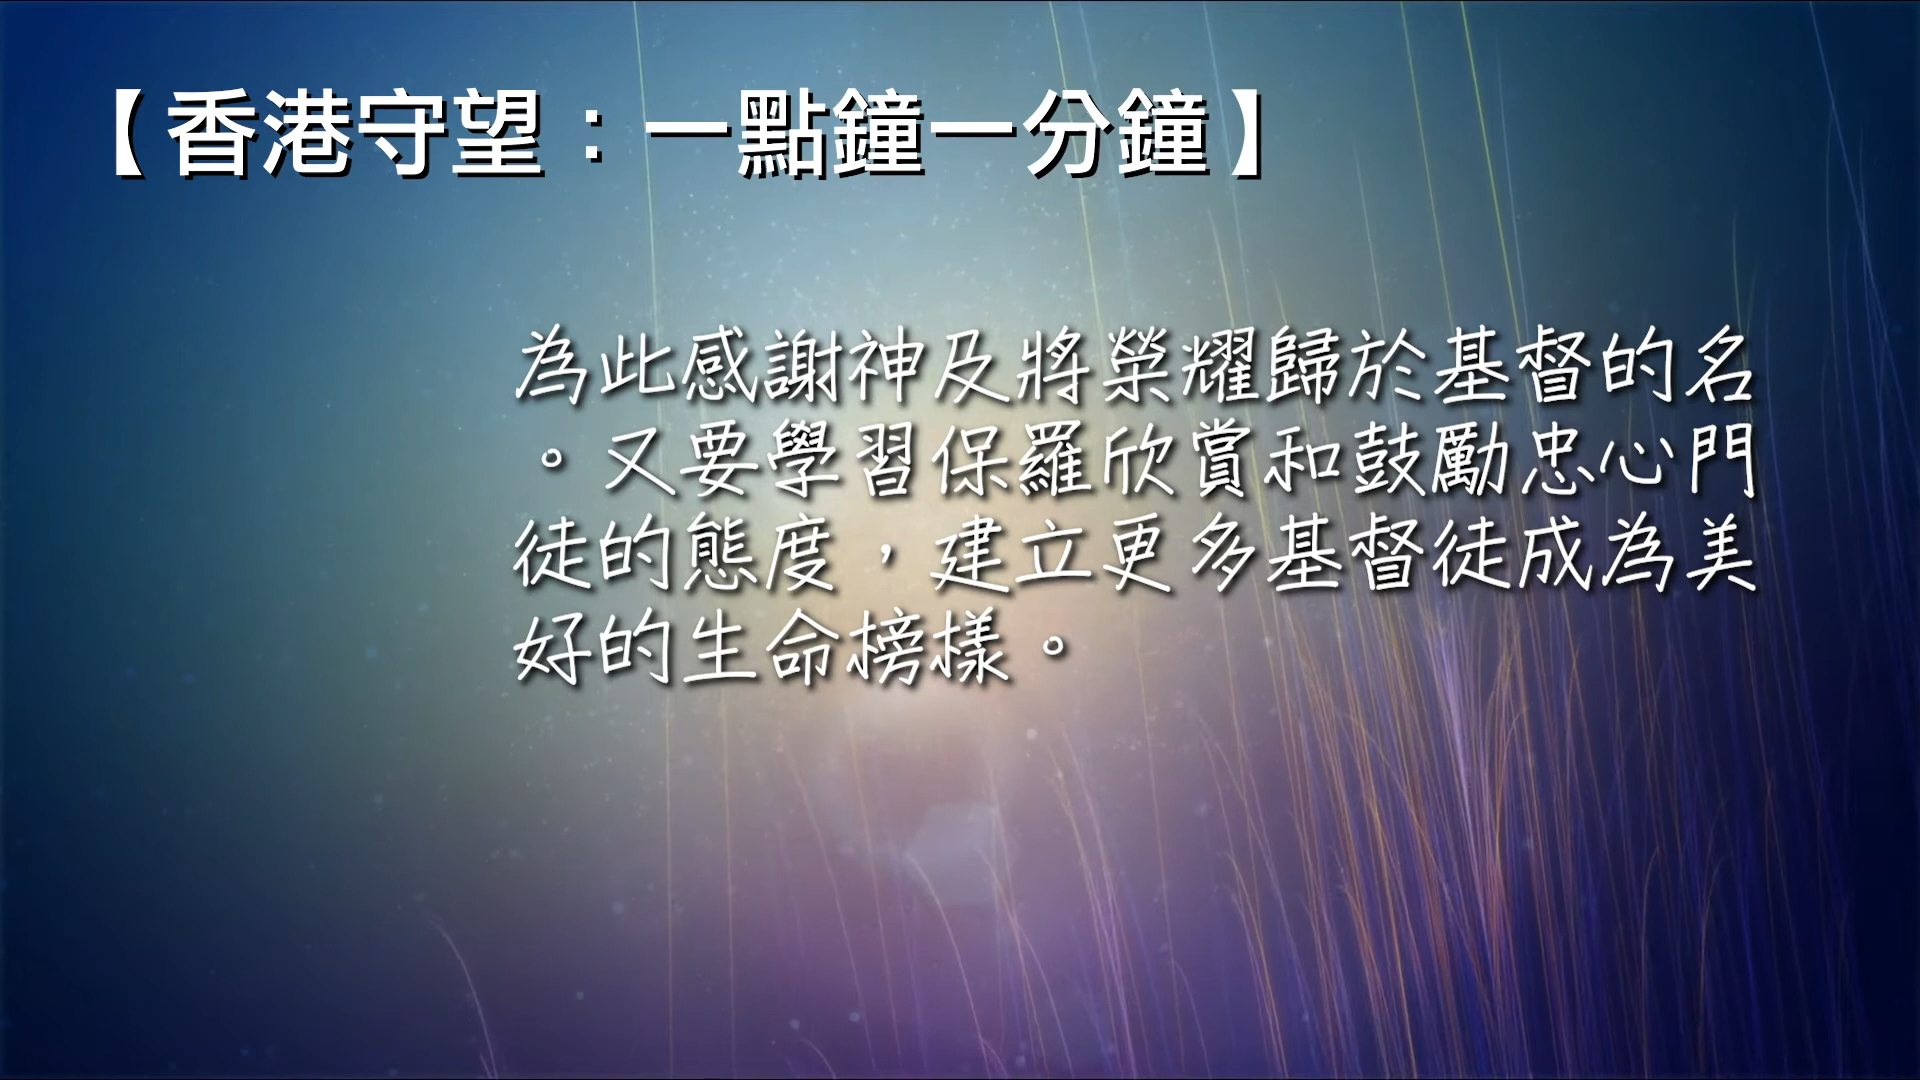 【香港守望：一點鐘一分鐘】
為此感謝神及將榮耀歸於基督的名
。又要學習保羅欣賞和鼓勵忠心門
徒的態度，建立更多基督徒成為美
好的生命榜樣。